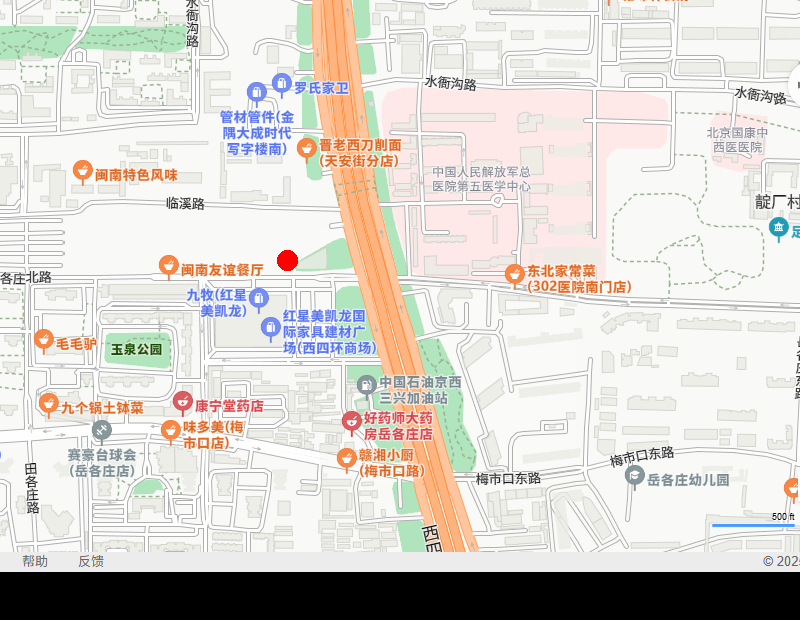 水衙沟路
罗氏家卫
管材管件(金
隅大成时代
写字楼南)
晋老西刀削面
(天安街分店)
水衙沟路
水衙沟路
北京国康中
西医医院
中国人民解放军总
医院第五医学中心
闽南特色风味
临溪路
靛厂村
闽南友谊餐厅
各庄北路
东北家常菜
(302医院南门店)
九牧(红星
美凯龙)
红星美凯龙国
际家具建材广
场(西四环商场)
毛毛驴
玉泉公园
中国石油京西
三兴加油站
九个锅土钵菜
康宁堂药店
好药师大药
房岳各庄店
味多美(梅
市口店)
赛豪台球会
(岳各庄店)
赣湘小厨
(梅市口路)
田各庄路
梅市口东路
梅市口东路
岳各庄幼儿园
西四
500 ft
帮助
反馈
© 202